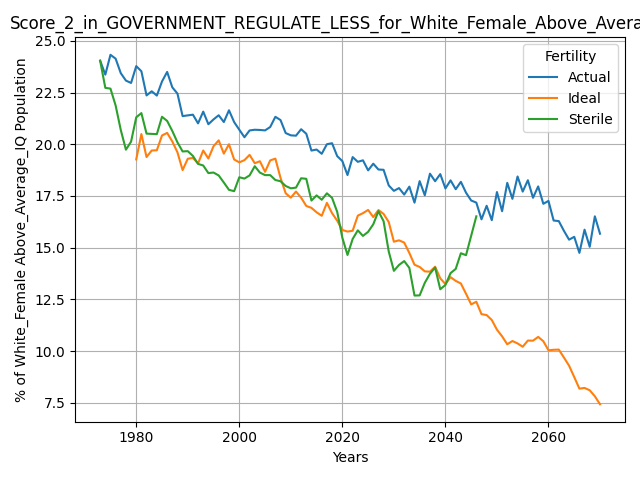 Score_2_in_GOVERNMENT_REGULATE_LESS_for_White_Female_Above_Avera
25.0
22.5
20.0
17.5
15.0
12.5
10.0
7.5
% of White_Female Above_Average_IQ Population
Fertility
Actual
Ideal
Sterile
1980
2000
2020
2040
2060
Years